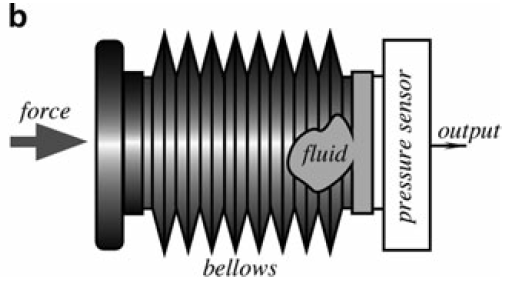 b
force
fluid
pressure sensor
output
bellows